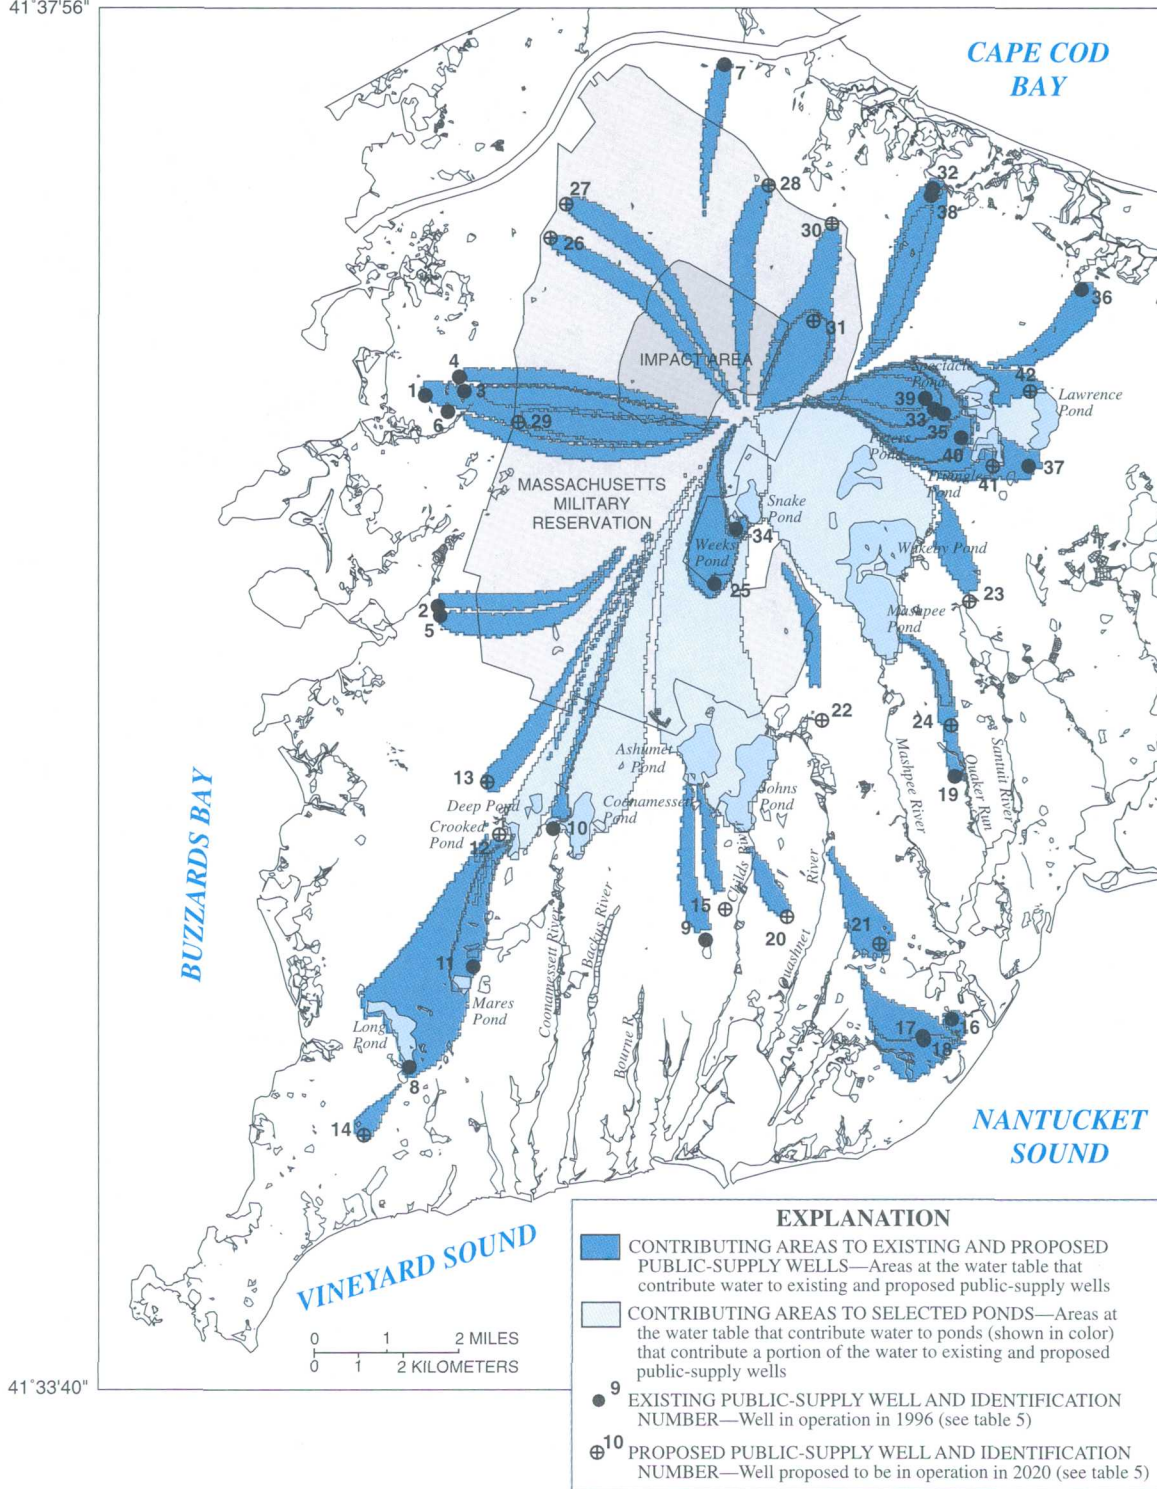 41°37'56"
CAPE COD
BAY
7
27
28
32
38
26
30
36
31
IMPACT AREA
4
Spectacle
Pond
42
1
3
39
Lawrence
Pond
6
29
33
35
Peters
Pond
40
37
41
Triangle
Pond
MASSACHUSETTS
MILITARY
RESERVATION
Snake
Pond
34
Weeks
Pond
Wakeby Pond
25
23
2
Mashpee
Pond
5
22
24
Ashumet
Pond
Mashpee River
Quaker Run
Santuit River
13
19
Johns
Pond
Deep Pond
Coonamessett
Pond
Crooked
Pond
10
12
BUZZARDS BAY
Childs River
River
15
20
21
9
Quashnet
Coonamessett River
Backus River
11
Mares
Pond
Long
Pond
17
16
18
Bourne R.
8
14
NANTUCKET
SOUND
VINEYARD SOUND
0 1 2 MILES
0 1 2 KILOMETERS
41°33'40"
EXPLANATION
CONTRIBUTING AREAS TO EXISTING AND PROPOSED
PUBLIC-SUPPLY WELLS—Areas at the water table that
contribute water to existing and proposed public-supply wells
CONTRIBUTING AREAS TO SELECTED PONDS—Areas at
the water table that contribute water to ponds (shown in color)
that contribute a portion of the water to existing and proposed
public-supply wells
9 EXISTING PUBLIC-SUPPLY WELL AND IDENTIFICATION
NUMBER—Well in operation in 1996 (see table 5)
10 PROPOSED PUBLIC-SUPPLY WELL AND IDENTIFICATION
NUMBER—Well proposed to be in operation in 2020 (see table 5)